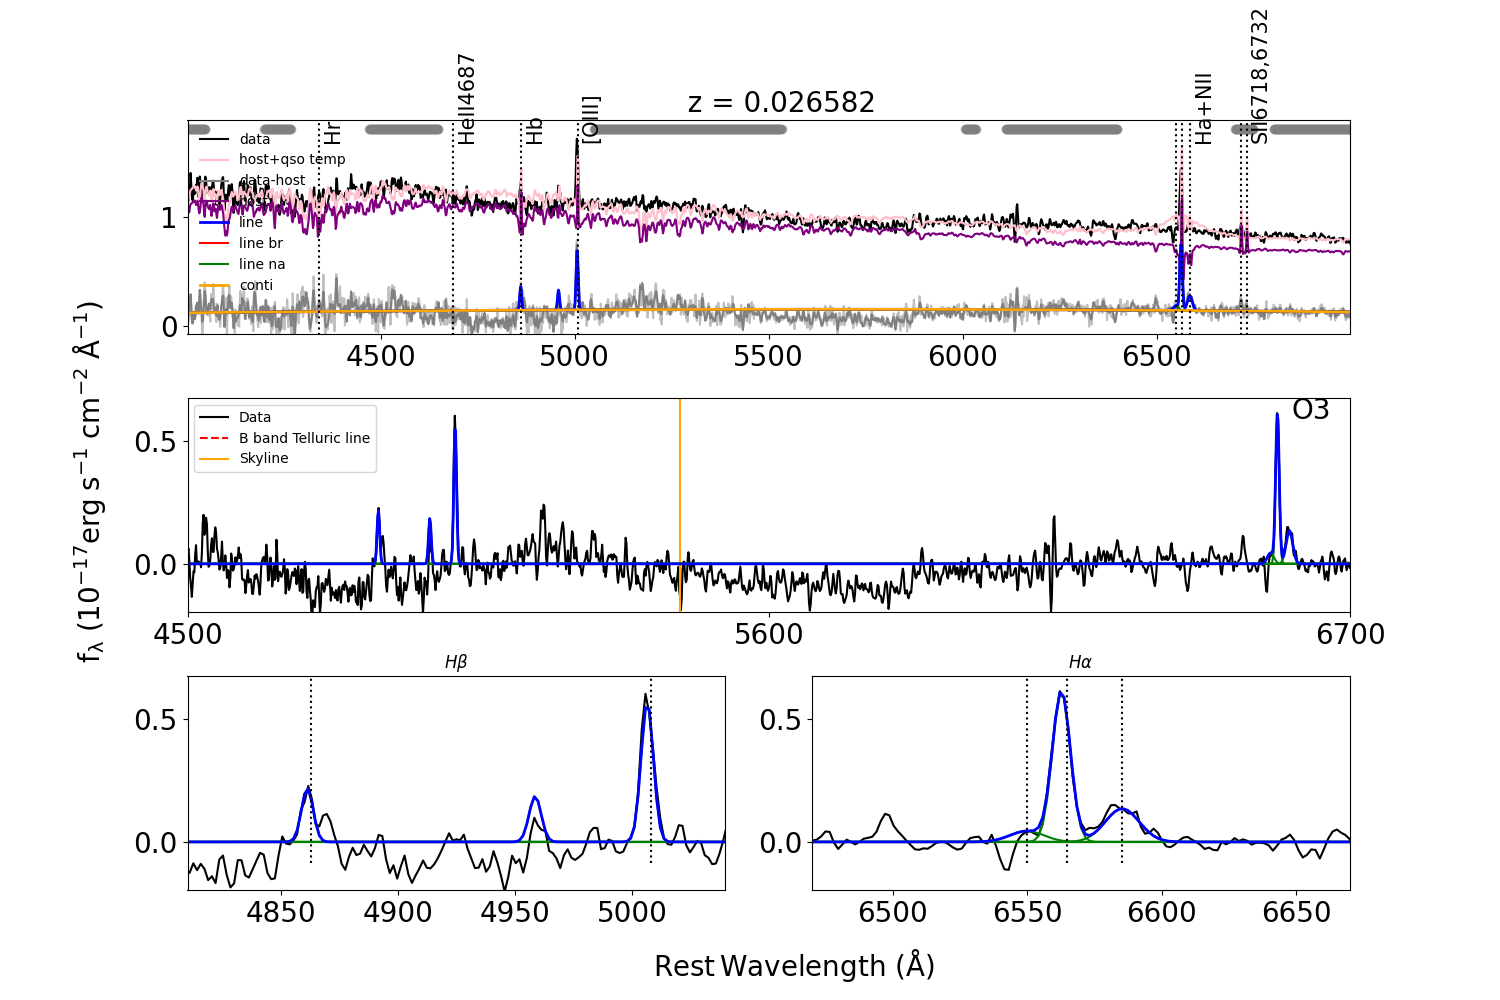 z = 0.026582
Hr
HeII4687
Hb
[OIII]
Ha+NII
SII6718,6732
data
host+qso temp
data-host
line
line br
line na
conti
1
0
4500
5000
5500
6000
6500
O3
Data
B band Telluric line
Skyline
0.5
0.0
4500
5600
6700
fλ (10−17erg s−1 cm−2 Å−1)
Hβ
0.5
0.0
4850
4900
4950
5000
Hα
0.5
0.0
6500
6550
6600
6650
Rest Wavelength (Å)